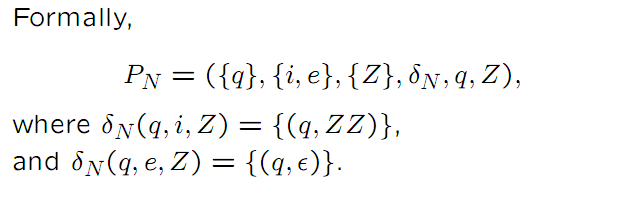 Formally,
P_N = ({q}, {i, e}, {Z}, δ_N, q, Z),
where δ_N(q, i, Z) = {(q, ZZ)},
and δ_N(q, e, Z) = {(q, ϵ)}.